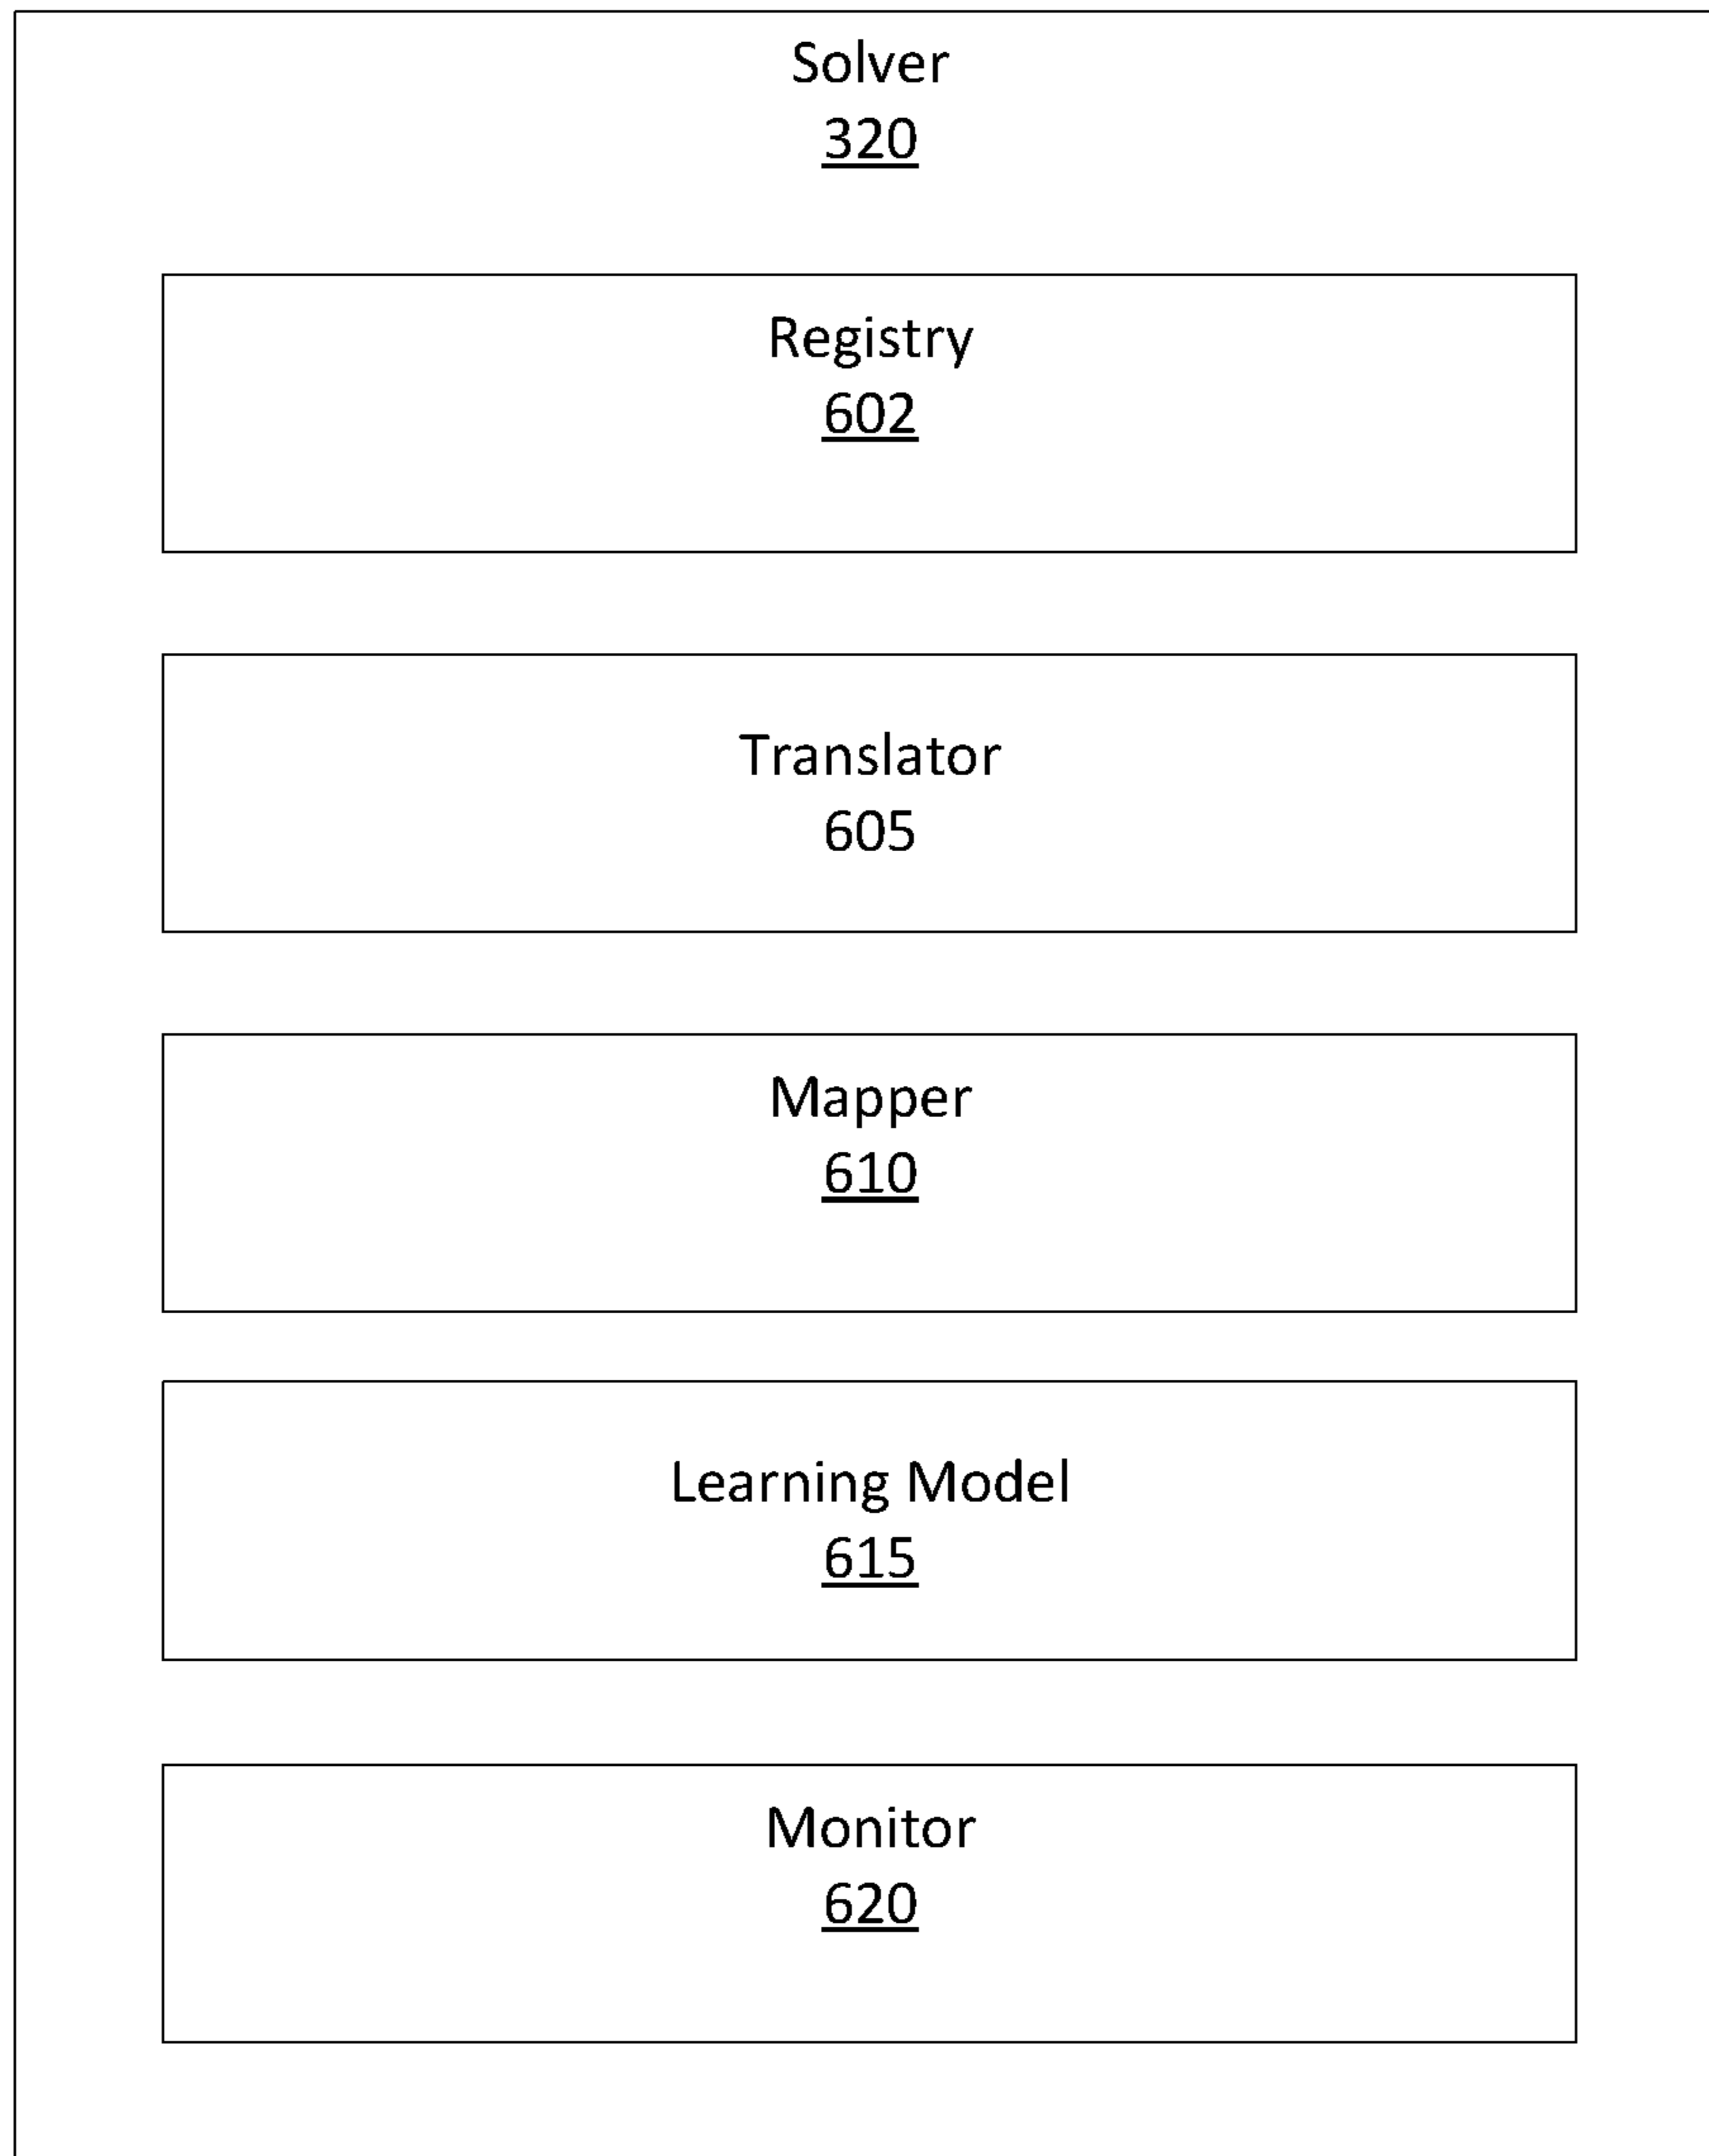 Solver
320
Registry
602
Translator
605
Mapper
610
Learning Model
615
Monitor
620